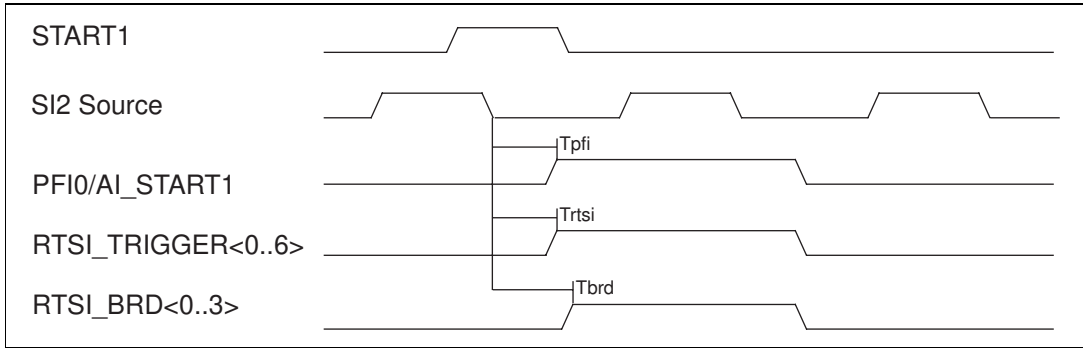 START1
SI2 Source
Tpfi
PFI0/AI_START1
Trtsi
RTSI_TRIGGER<0..6>
Tbrd
RTSI_BRD<0..3>